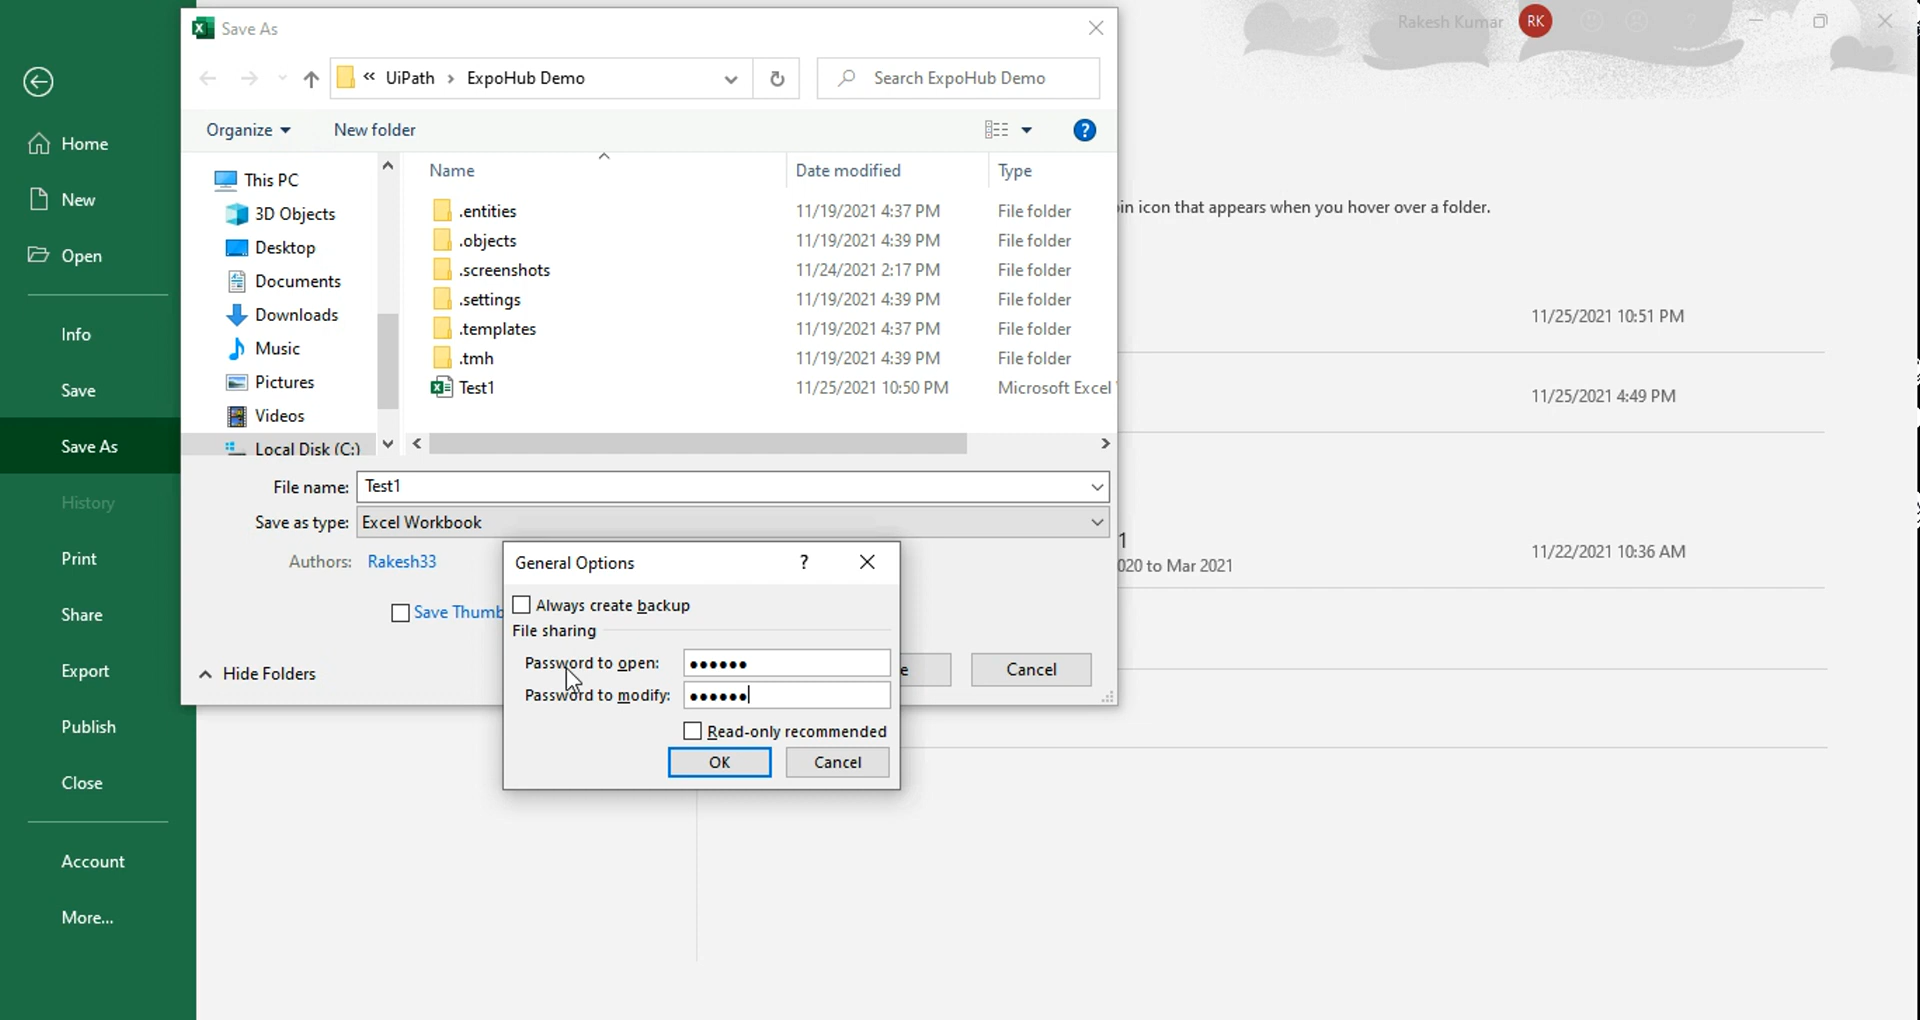 Save As
Rakesh Kumar RK
« UiPath > ExpoHub Demo
Search ExpoHub Demo
Organize
New folder
Home
New
Open
Info
Save
Save As
History
Print
Share
Export
Publish
Close
Account
More...
This PC
3D Objects
Desktop
Documents
Downloads
Music
Pictures
Videos
Local Disk (C:)
Name Date modified Type
.entities 11/19/2021 4:37 PM File folder
.objects 11/19/2021 4:39 PM File folder
.screenshots 11/24/2021 2:17 PM File folder
.settings 11/19/2021 4:39 PM File folder
.templates 11/19/2021 4:37 PM File folder
.tmh 11/19/2021 4:39 PM File folder
Test1 11/25/2021 10:50 PM Microsoft Excel
File name: Test1
Save as type: Excel Workbook
Authors: Rakesh33
Save Thumb
Hide Folders
Cancel
General Options
Always create backup
File sharing
Password to open: ••••••
Password to modify: ••••••
Read-only recommended
OK
Cancel
icon that appears when you hover over a folder.
11/25/2021 10:51 PM
11/25/2021 4:49 PM
1
020 to Mar 2021
11/22/2021 10:36 AM